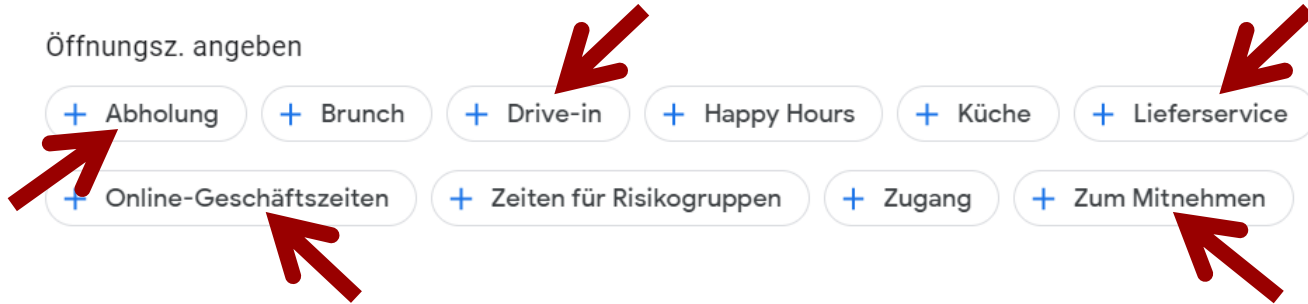 Öffnungsz. angeben
+ Abholung + Brunch + Drive-in + Happy Hours + Küche + Lieferservice
+ Online-Geschäftszeiten + Zeiten für Risikogruppen + Zugang + Zum Mitnehmen